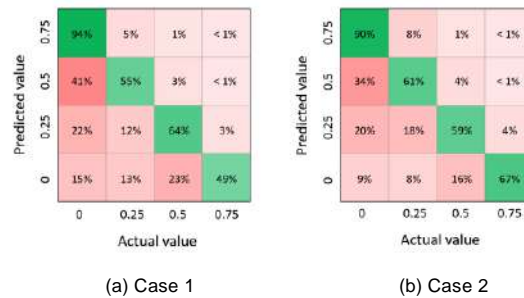 0.75 94% 5% 1% < 1%
0.5 41% 55% 3% < 1%
0.25 22% 12% 64% 3%
0 15% 13% 23% 49%
0 0.25 0.5 0.75
Predicted value
Actual value
(a) Case 1
0.75 90% 8% 1% < 1%
0.5 34% 61% 4% < 1%
0.25 20% 18% 59% 4%
0 9% 8% 16% 67%
0 0.25 0.5 0.75
Predicted value
Actual value
(b) Case 2